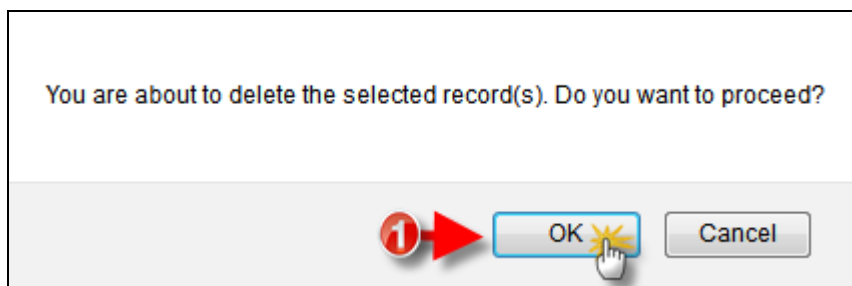 You are about to delete the selected record(s). Do you want to proceed?
1 OK Cancel